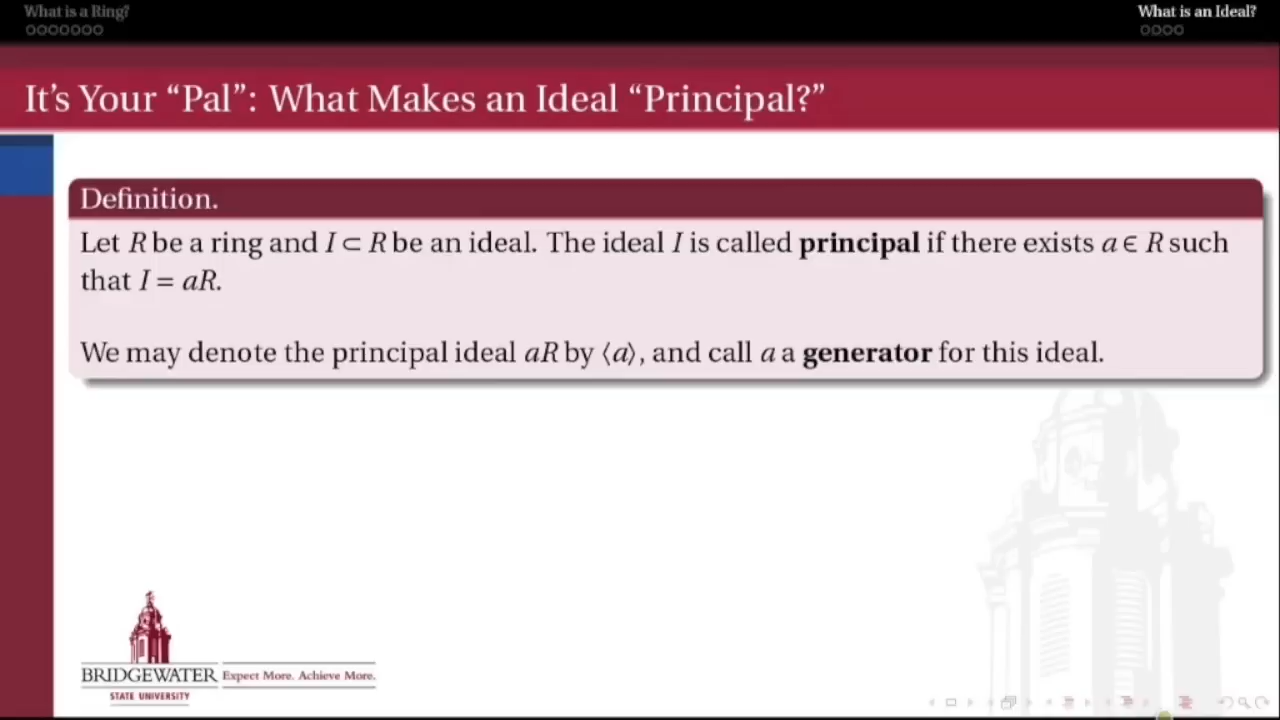 What is a Ring?
What is an Ideal?
It's Your “Pal”: What Makes an Ideal “Principal?”
Definition.
Let R be a ring and I ⊂ R be an ideal. The ideal I is called principal if there exists a ∈ R such
that I = aR.
We may denote the principal ideal aR by ⟨a⟩, and call a a generator for this ideal.
BRIDGEWATER
STATE UNIVERSITY
Expect More. Achieve More.